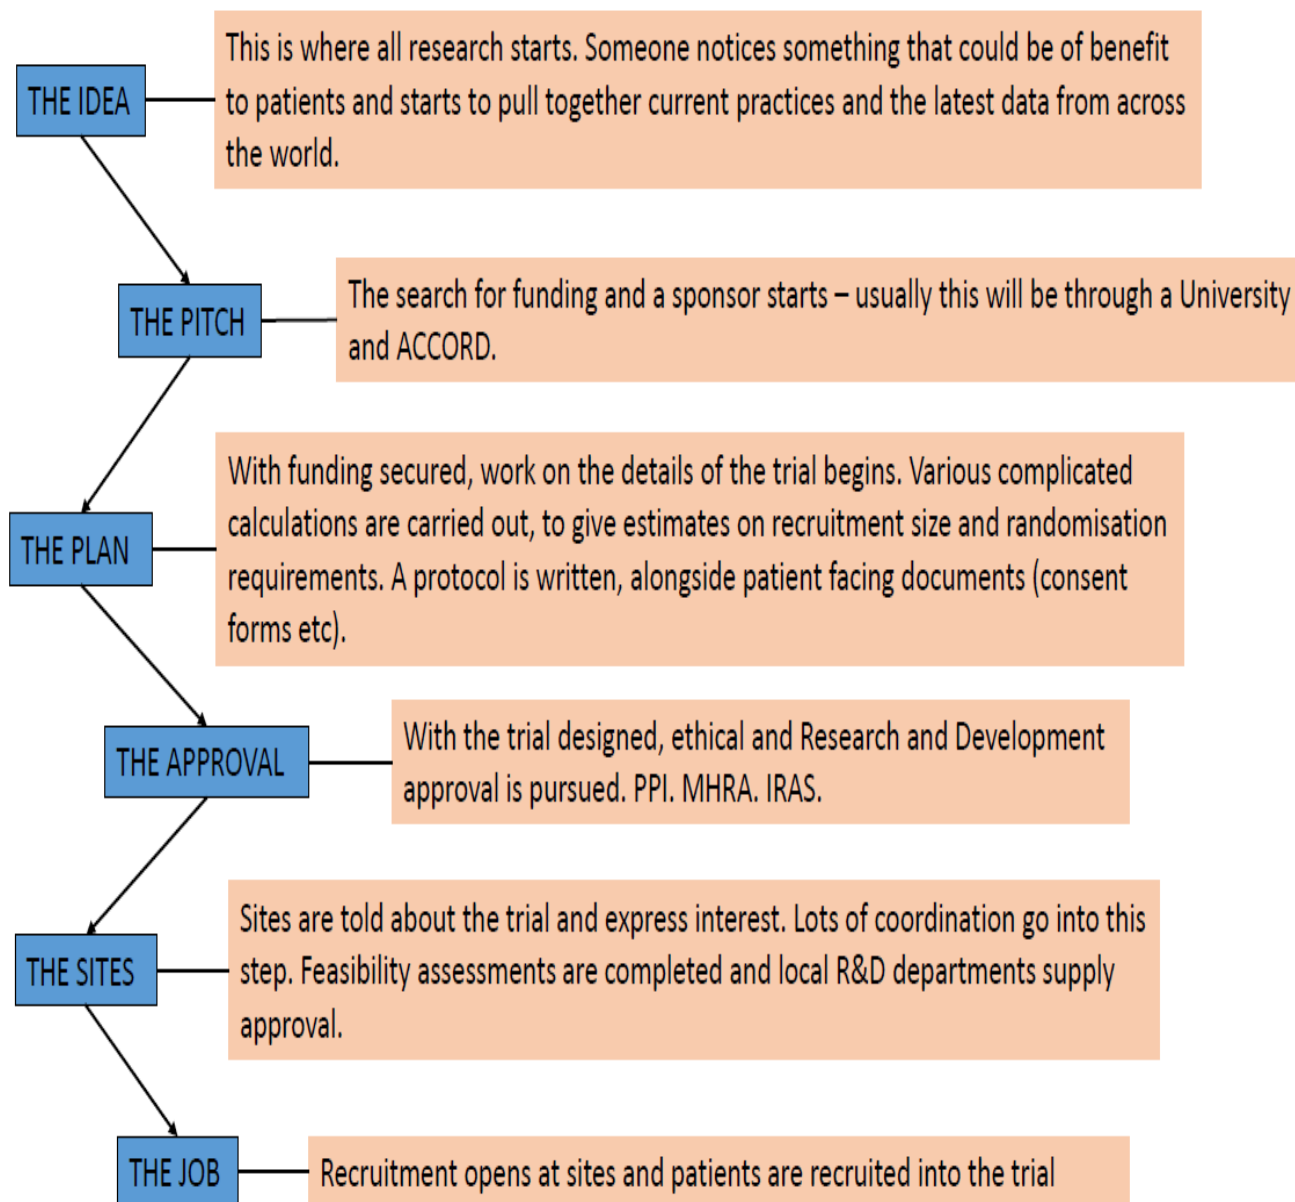 THE IDEA
This is where all research starts. Someone notices something that could be of benefit
to patients and starts to pull together current practices and the latest data from across
the world.
THE PITCH
The search for funding and a sponsor starts – usually this will be through a University
and ACCORD.
THE PLAN
With funding secured, work on the details of the trial begins. Various complicated
calculations are carried out, to give estimates on recruitment size and randomisation
requirements. A protocol is written, alongside patient facing documents (consent
forms etc).
THE APPROVAL
With the trial designed, ethical and Research and Development
approval is pursued. PPI. MHRA. IRAS.
THE SITES
Sites are told about the trial and express interest. Lots of coordination go into this
step. Feasibility assessments are completed and local R&D departments supply
approval.
THE JOB
Recruitment opens at sites and patients are recruited into the trial